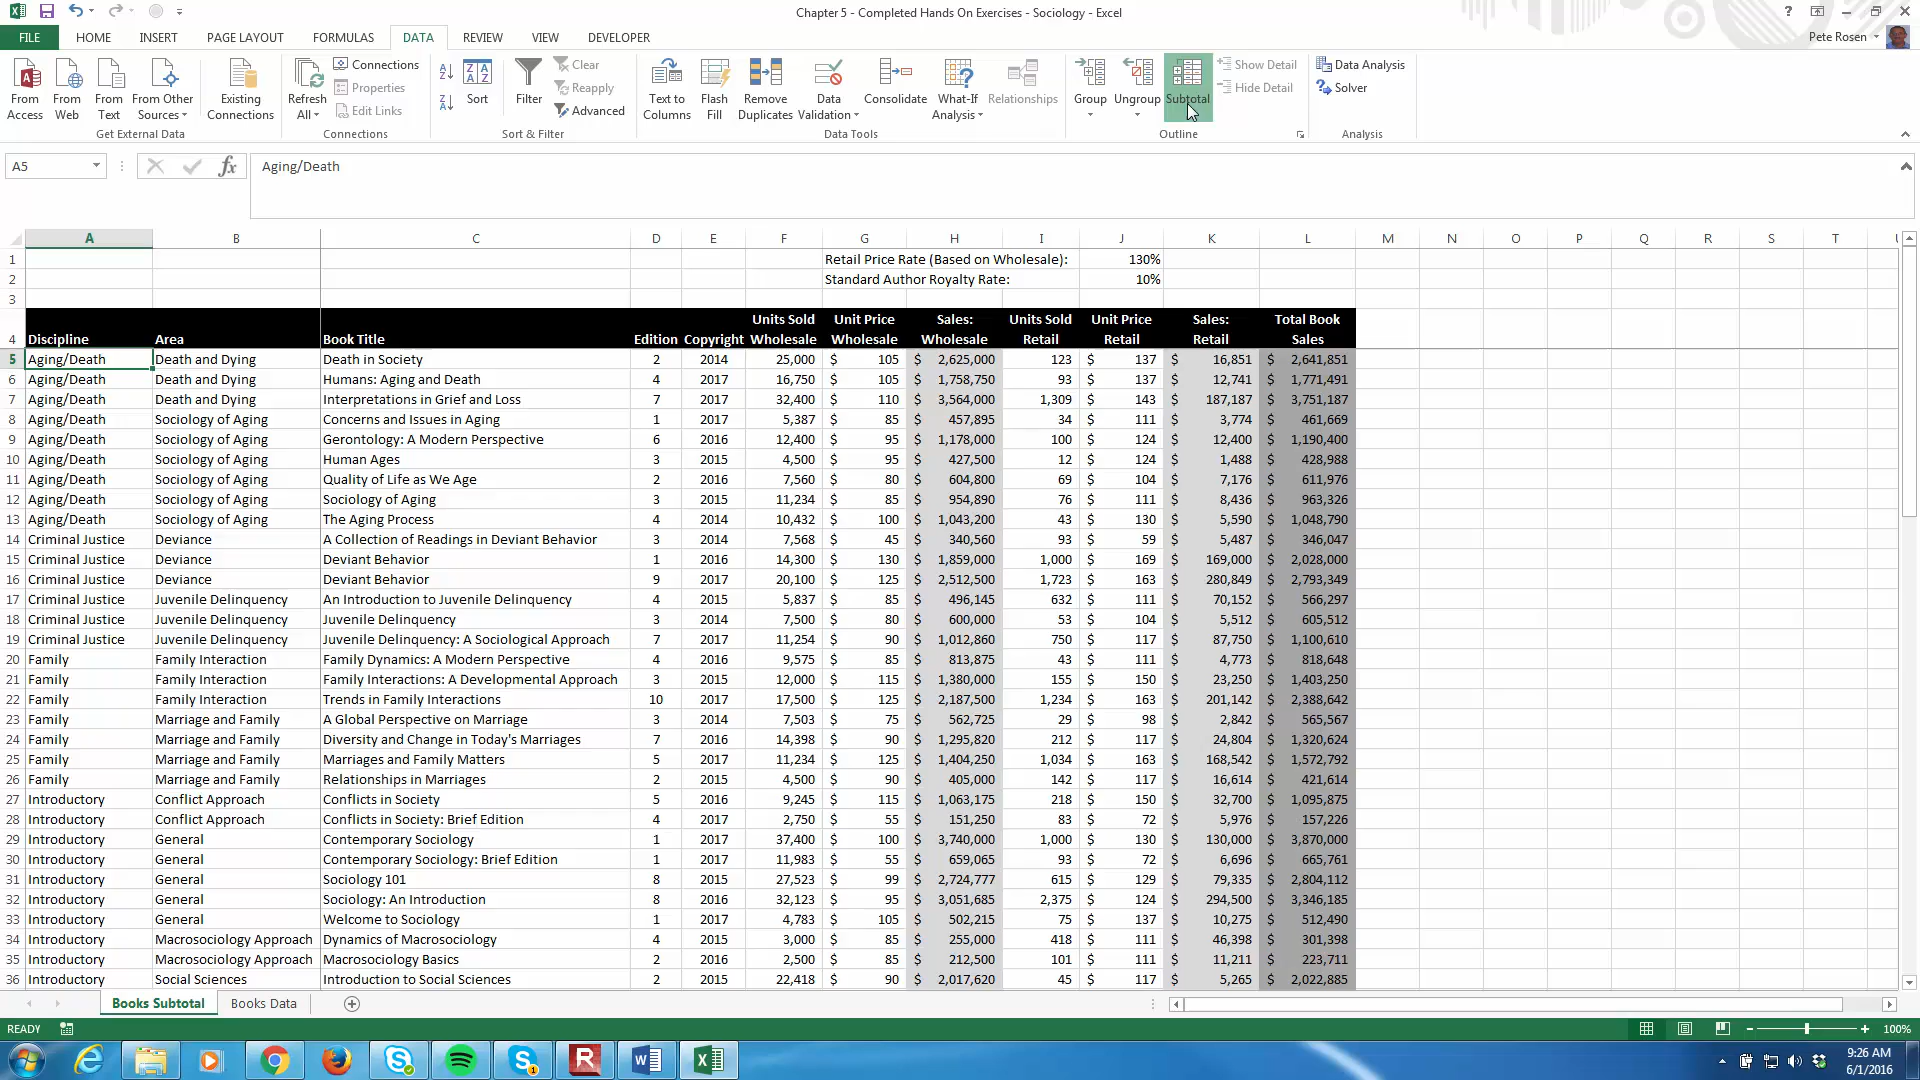 Chapter 5 - Completed Hands On Exercises - Sociology - Excel
FILE HOME INSERT PAGE LAYOUT FORMULAS DATA REVIEW VIEW DEVELOPER Pete Rosen
From Access From Web From Text From Other Sources Existing Connections Get External Data
Refresh All Connections Properties Edit Links Connections
Sort Filter Clear Reapply Advanced Sort & Filter
Text to Columns Flash Fill Remove Duplicates Data Validation Consolidate What-If Analysis Relationships Data Tools
Group Ungroup Subtotal Show Detail Hide Detail Outline
Data Analysis Solver Analysis
A5 fx Aging/Death
A B C D E F G H I J K L M N O P Q R S T
1 Retail Price Rate (Based on Wholesale): 130%
2 Standard Author Royalty Rate: 10%
3
4 Discipline Area Book Title Edition Copyright Units Sold Wholesale Unit Price Wholesale Sales: Wholesale Units Sold Retail Unit Price Retail Sales: Retail Total Book Sales
5 Aging/Death Death and Dying Death in Society 2 2014 25,000 $ 105 $ 2,625,000 123 $ 137 $ 16,851 $ 2,641,851
6 Aging/Death Death and Dying Humans: Aging and Death 4 2017 16,750 $ 105 $ 1,758,750 93 $ 137 $ 12,741 $ 1,771,491
7 Aging/Death Death and Dying Interpretations in Grief and Loss 7 2017 32,400 $ 110 $ 3,564,000 1,309 $ 143 $ 187,187 $ 3,751,187
8 Aging/Death Sociology of Aging Concerns and Issues in Aging 1 2017 5,387 $ 85 $ 457,895 34 $ 111 $ 3,774 $ 461,669
9 Aging/Death Sociology of Aging Gerontology: A Modern Perspective 6 2016 12,400 $ 95 $ 1,178,000 100 $ 124 $ 12,400 $ 1,190,400
10 Aging/Death Sociology of Aging Human Ages 3 2015 4,500 $ 95 $ 427,500 12 $ 124 $ 1,488 $ 428,988
11 Aging/Death Sociology of Aging Quality of Life as We Age 2 2016 7,560 $ 80 $ 604,800 69 $ 104 $ 7,176 $ 611,976
12 Aging/Death Sociology of Aging Sociology of Aging 3 2015 11,234 $ 85 $ 954,890 76 $ 111 $ 8,436 $ 963,326
13 Aging/Death Sociology of Aging The Aging Process 4 2014 10,432 $ 100 $ 1,043,200 43 $ 130 $ 5,590 $ 1,048,790
14 Criminal Justice Deviance A Collection of Readings in Deviant Behavior 3 2014 7,568 $ 45 $ 340,560 93 $ 59 $ 5,487 $ 346,047
15 Criminal Justice Deviance Deviant Behavior 1 2016 14,300 $ 130 $ 1,859,000 1,000 $ 169 $ 169,000 $ 2,028,000
16 Criminal Justice Deviance Deviant Behavior 9 2017 20,100 $ 125 $ 2,512,500 1,723 $ 163 $ 280,849 $ 2,793,349
17 Criminal Justice Juvenile Delinquency An Introduction to Juvenile Delinquency 4 2015 5,837 $ 85 $ 496,145 632 $ 111 $ 70,152 $ 566,297
18 Criminal Justice Juvenile Delinquency Juvenile Delinquency 3 2014 7,500 $ 80 $ 600,000 53 $ 104 $ 5,512 $ 605,512
19 Criminal Justice Juvenile Delinquency Juvenile Delinquency: A Sociological Approach 7 2017 11,254 $ 90 $ 1,012,860 750 $ 117 $ 87,750 $ 1,100,610
20 Family Family Interaction Family Dynamics: A Modern Perspective 4 2016 9,575 $ 85 $ 813,875 43 $ 111 $ 4,773 $ 818,648
21 Family Family Interaction Family Interactions: A Developmental Approach 3 2015 12,000 $ 115 $ 1,380,000 155 $ 150 $ 23,250 $ 1,403,250
22 Family Family Interaction Trends in Family Interactions 10 2017 17,500 $ 125 $ 2,187,500 1,234 $ 163 $ 201,142 $ 2,388,642
23 Family Marriage and Family A Global Perspective on Marriage 3 2014 7,503 $ 75 $ 562,725 29 $ 98 $ 2,842 $ 565,567
24 Family Marriage and Family Diversity and Change in Today's Marriages 7 2016 14,398 $ 90 $ 1,295,820 212 $ 117 $ 24,804 $ 1,320,624
25 Family Marriage and Family Marriages and Family Matters 5 2017 11,234 $ 125 $ 1,404,250 1,034 $ 163 $ 168,542 $ 1,572,792
26 Family Marriage and Family Relationships in Marriages 2 2015 4,500 $ 90 $ 405,000 142 $ 117 $ 16,614 $ 421,614
27 Introductory Conflict Approach Conflicts in Society 5 2016 9,245 $ 115 $ 1,063,175 218 $ 150 $ 32,700 $ 1,095,875
28 Introductory Conflict Approach Conflicts in Society: Brief Edition 4 2017 2,750 $ 55 $ 151,250 83 $ 72 $ 5,976 $ 157,226
29 Introductory General Contemporary Sociology 1 2017 37,400 $ 100 $ 3,740,000 1,000 $ 130 $ 130,000 $ 3,870,000
30 Introductory General Contemporary Sociology: Brief Edition 1 2017 11,983 $ 55 $ 659,065 93 $ 72 $ 6,696 $ 665,761
31 Introductory General Sociology 101 8 2015 27,523 $ 99 $ 2,724,777 615 $ 129 $ 79,335 $ 2,804,112
32 Introductory General Sociology: An Introduction 8 2016 32,123 $ 95 $ 3,051,685 2,375 $ 124 $ 294,500 $ 3,346,185
33 Introductory General Welcome to Sociology 1 2017 4,783 $ 105 $ 502,215 75 $ 137 $ 10,275 $ 512,490
34 Introductory Macrosociology Approach Dynamics of Macrosociology 4 2015 3,000 $ 85 $ 255,000 418 $ 111 $ 46,398 $ 301,398
35 Introductory Macrosociology Approach Macrosociology Basics 2 2016 2,500 $ 85 $ 212,500 101 $ 111 $ 11,211 $ 223,711
36 Introductory Social Sciences Introduction to Social Sciences 2 2015 22,418 $ 90 $ 2,017,620 45 $ 117 $ 5,265 $ 2,022,885
Books Subtotal Books Data
READY 100%
9:26 AM
6/1/2016